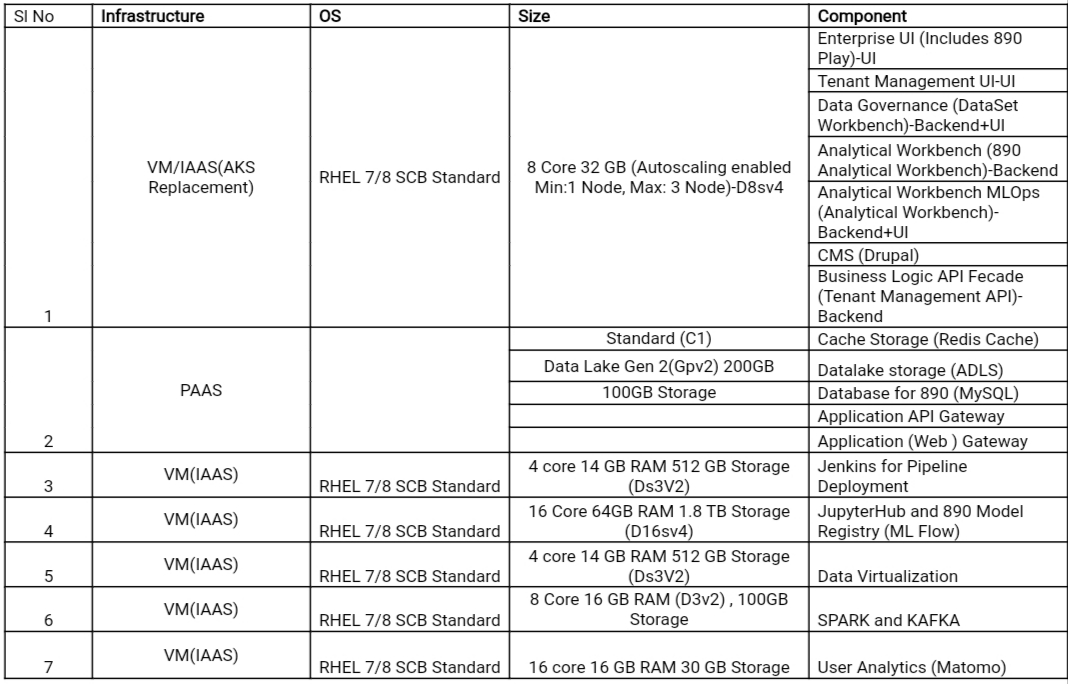 SI No Infrastructure OS Size Component
1
VM/IAAS(AKS
Replacement)
RHEL 7/8 SCB Standard
8 Core 32 GB (Autoscaling enabled
Min:1 Node, Max: 3 Node)-D8sv4
Enterprise UI (Includes 890
Play)-UI
Tenant Management UI-UI
Data Governance (DataSet
Workbench)-Backend+UI
Analytical Workbench (890
Analytical Workbench)-Backend
Analytical Workbench MLOps
(Analytical Workbench)-
Backend+UI
CMS (Drupal)
Business Logic API Fecade
(Tenant Management API)-
Backend
2
PAAS
Standard (C1) Cache Storage (Redis Cache)
Data Lake Gen 2(Gpv2) 200GB Datalake storage (ADLS)
100GB Storage Database for 890 (MySQL)
Application API Gateway
Application (Web ) Gateway
3
VM(IAAS)
RHEL 7/8 SCB Standard
4 core 14 GB RAM 512 GB Storage
(Ds3V2)
Jenkins for Pipeline
Deployment
4
VM(IAAS)
RHEL 7/8 SCB Standard
16 Core 64GB RAM 1.8 TB Storage
(D16sv4)
JupyterHub and 890 Model
Registry (ML Flow)
5
VM(IAAS)
RHEL 7/8 SCB Standard
4 core 14 GB RAM 512 GB Storage
(Ds3V2)
Data Virtualization
6
VM(IAAS)
RHEL 7/8 SCB Standard
8 Core 16 GB RAM (D3v2) , 100GB
Storage
SPARK and KAFKA
7
VM(IAAS)
RHEL 7/8 SCB Standard
16 core 16 GB RAM 30 GB Storage
User Analytics (Matomo)